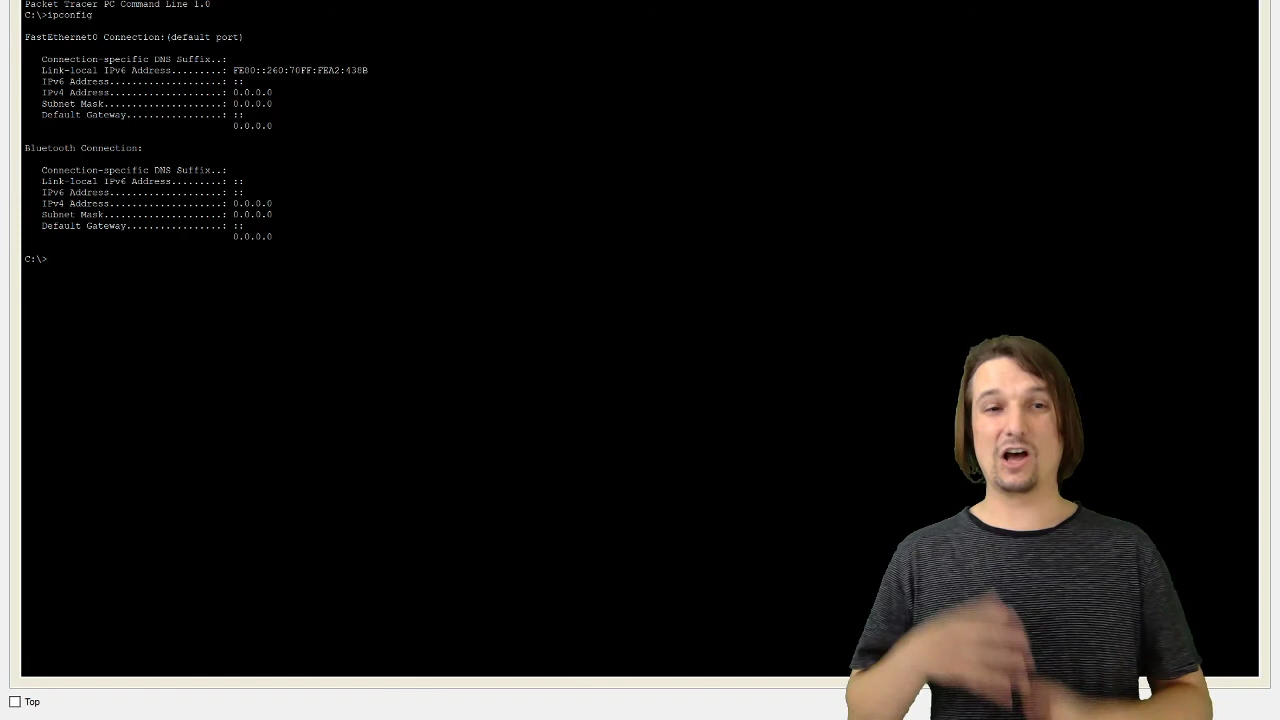 Packet Tracer PC Command Line 1.0
C:\>ipconfig
FastEthernet0 Connection:(default port)
Connection-specific DNS Suffix..:
Link-local IPv6 Address.........: FE80::260:70FF:FEA2:438B
IPv6 Address....................: ::
IPv4 Address....................: 0.0.0.0
Subnet Mask.....................: 0.0.0.0
Default Gateway.................: ::
0.0.0.0
Bluetooth Connection:
Connection-specific DNS Suffix..:
Link-local IPv6 Address.........: ::
IPv6 Address....................: ::
IPv4 Address....................: 0.0.0.0
Subnet Mask.....................: 0.0.0.0
Default Gateway.................: ::
0.0.0.0
C:\>
Top